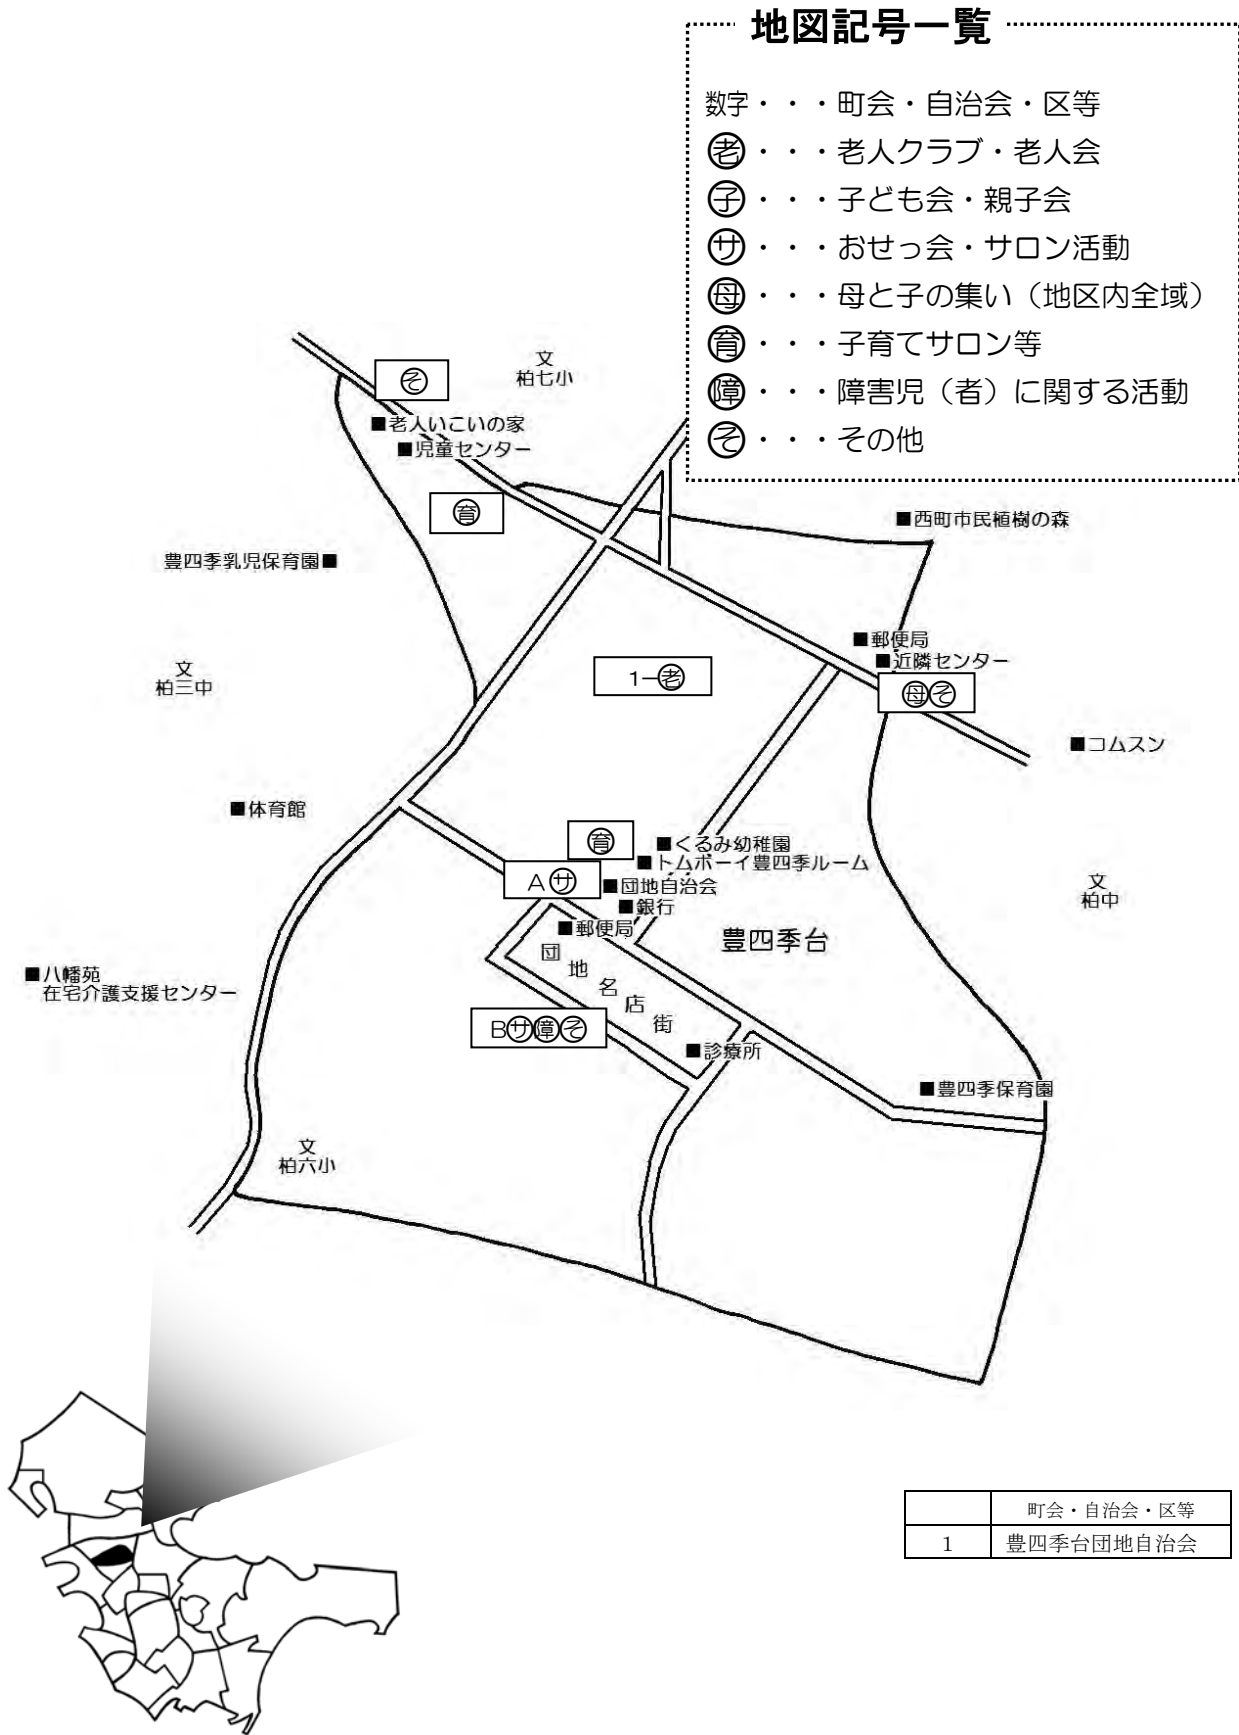 地図記号一覧
数字・・・町会・自治会・区等
㊎老・・・老人クラブ・老人会
子・・・子ども会・親子会
サ・・・おせっ会・サロン活動
母・・・母と子の集い（地区内全域）
育・・・子育てサロン等
障・・・障害児（者）に関する活動
そ・・・その他
文
柏七小
そ
■老人いこいの家
■児童センター
育
■西町市民植樹の森
豊四季乳児保育園■
■郵便局
■近隣センター
文
柏三中
1ー老
母そ
■コムスン
■体育館
育
■くるみ幼稚園
■トムボーイ豊四季ルーム
Aサ
■団地自治会
■銀行
■郵便局
文
柏中
豊四季台
団地名店街
■八幡苑
在宅介護支援センター
Bサ障そ
■診療所
■豊四季保育園
文
柏六小
町会・自治会・区等
1 豊四季台団地自治会